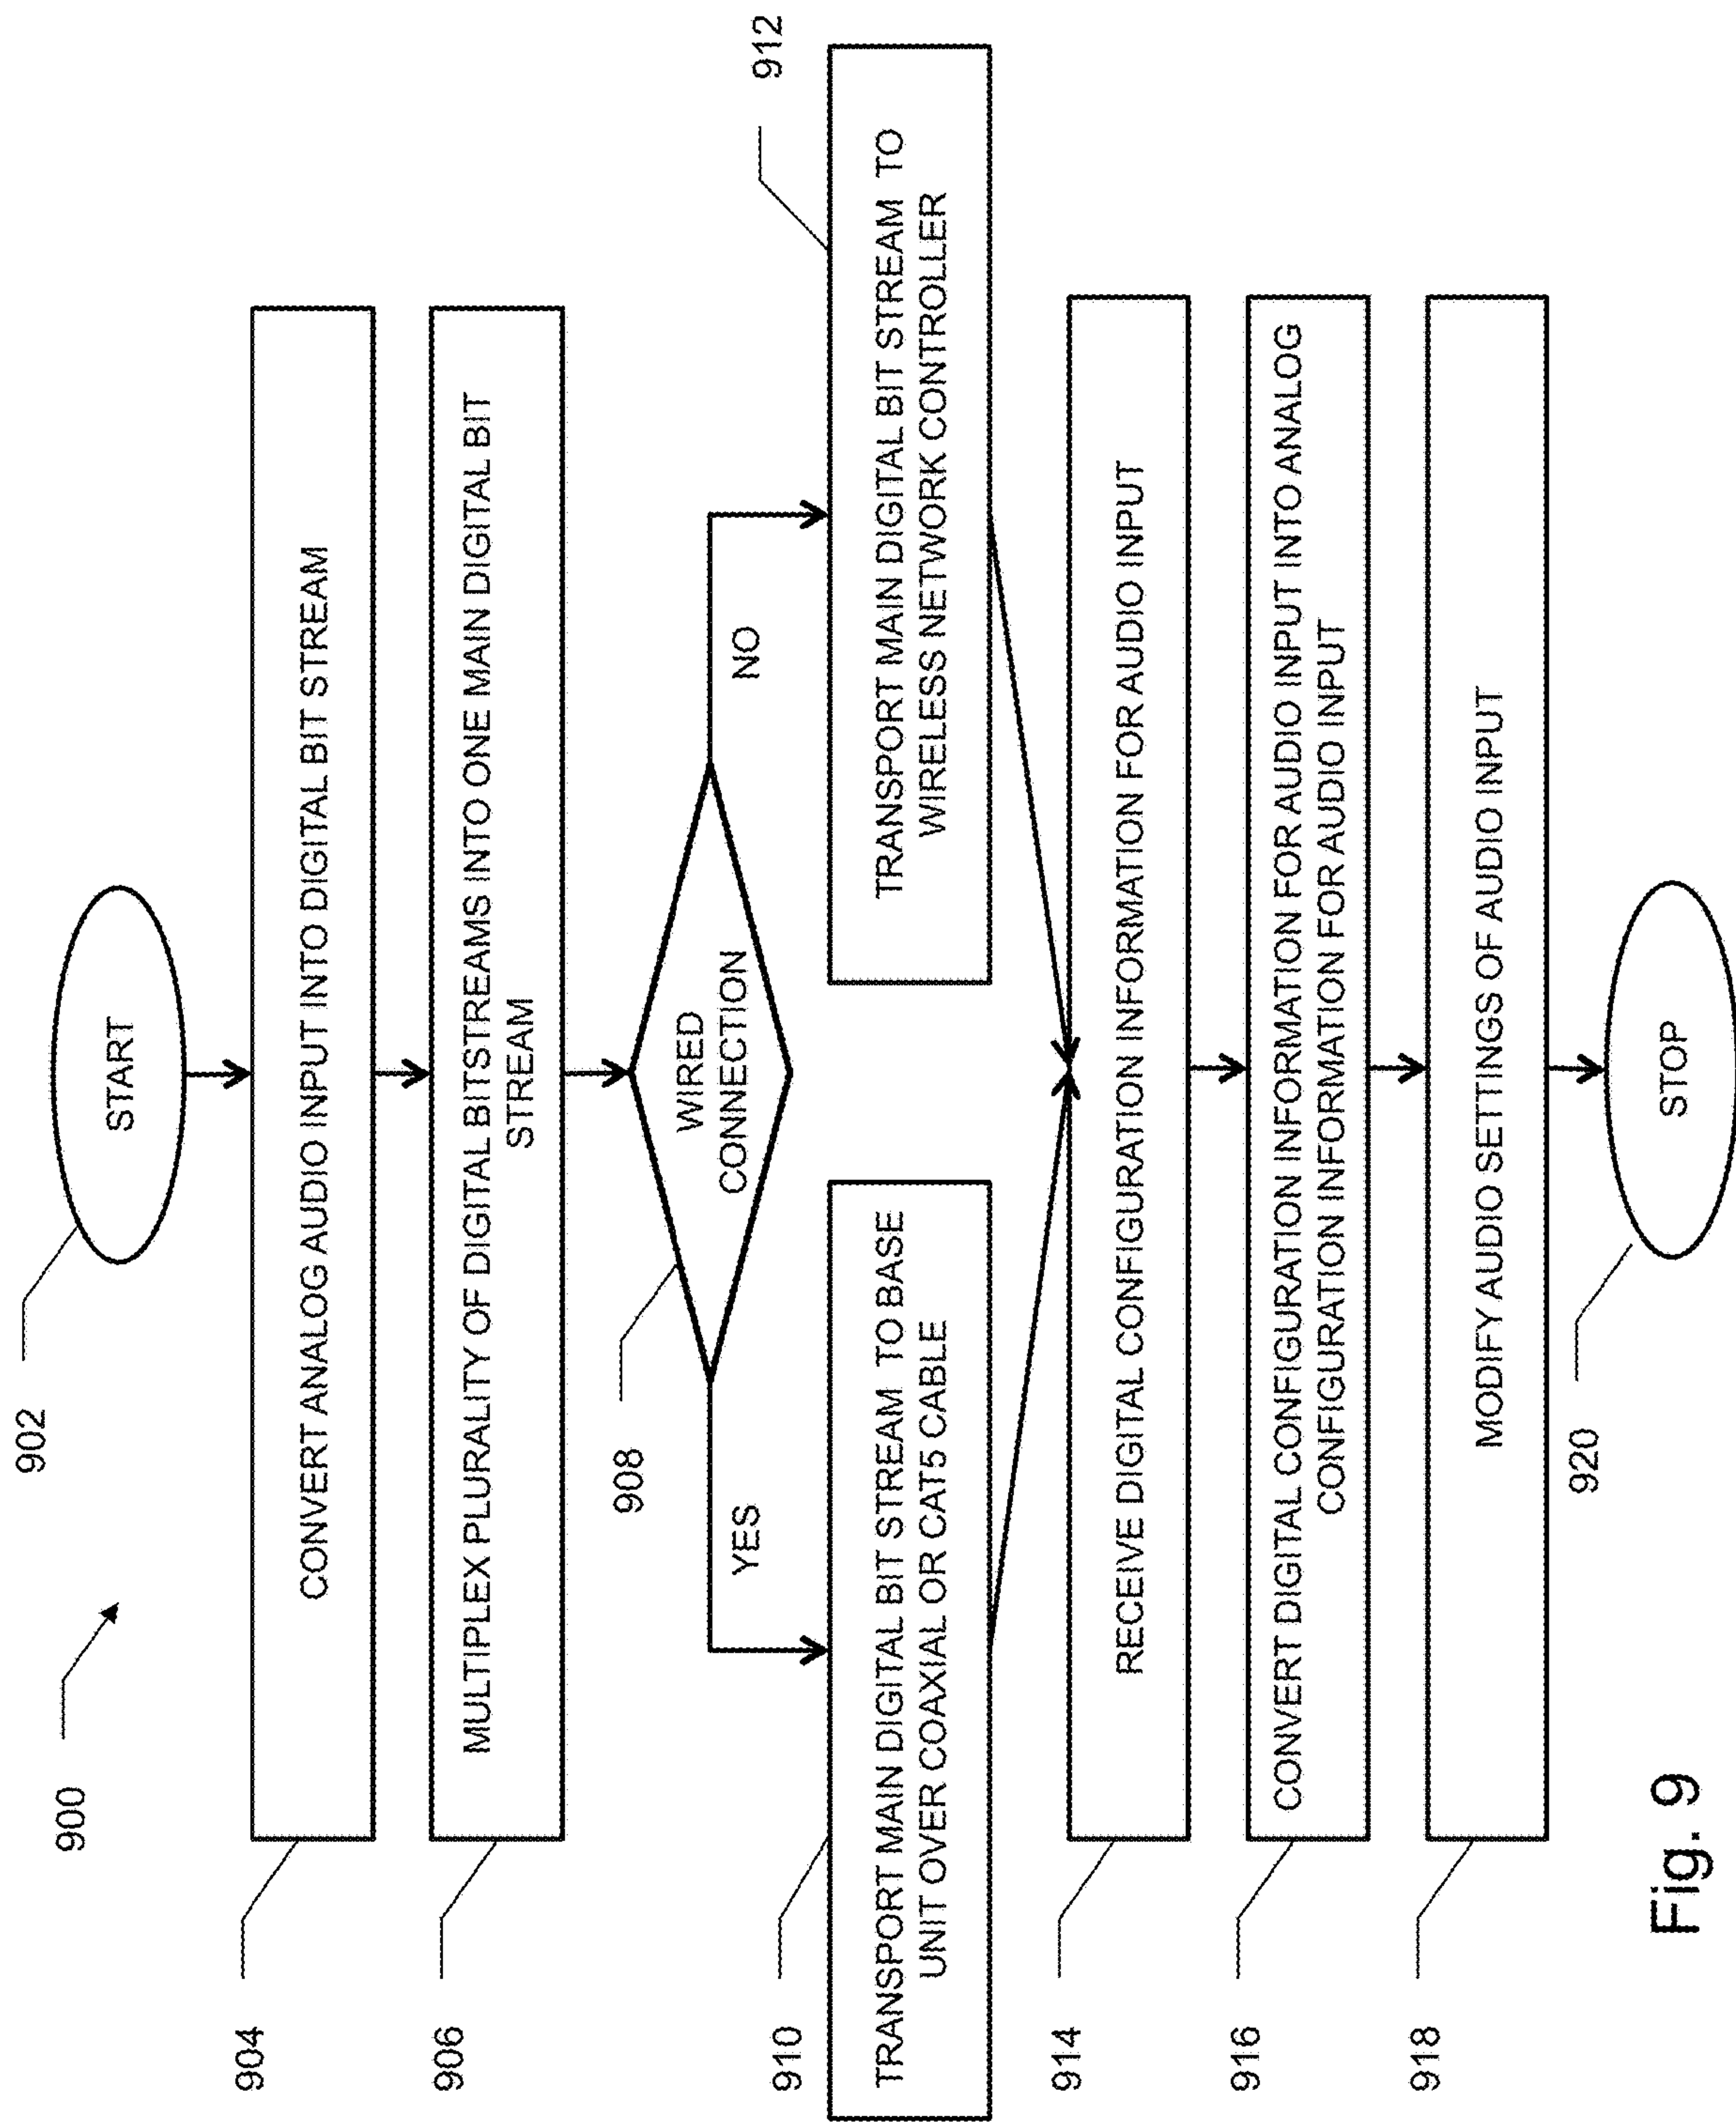 900
902
START
904
CONVERT ANALOG AUDIO INPUT INTO DIGITAL BIT STREAM
906
MULTIPLEX PLURALITY OF DIGITAL BITSTREAMS INTO ONE MAIN DIGITAL BIT
STREAM
908
WIRED
CONNECTION
YES
NO
910
TRANSPORT MAIN DIGITAL BIT STREAM TO BASE
UNIT OVER COAXIAL OR CAT5 CABLE
912
TRANSPORT MAIN DIGITAL BIT STREAM TO
WIRELESS NETWORK CONTROLLER
914
RECEIVE DIGITAL CONFIGURATION INFORMATION FOR AUDIO INPUT
916
CONVERT DIGITAL CONFIGURATION INFORMATION FOR AUDIO INPUT INTO ANALOG
CONFIGURATION INFORMATION FOR AUDIO INPUT
918
MODIFY AUDIO SETTINGS OF AUDIO INPUT
920
STOP
Fig. 9